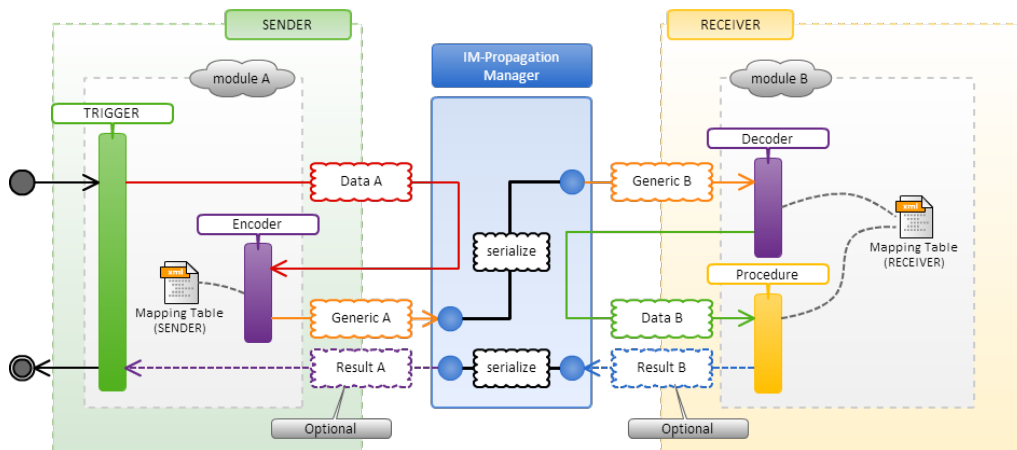 SENDER
RECEIVER
IM-Propagation
Manager
module A
module B
TRIGGER
Decoder
Data A
Generic B
xml
Encoder
Mapping Table
(RECEIVER)
serialize
xml
Procedure
Mapping Table
(SENDER)
Generic A
Data B
Result A
serialize
Result B
Optional
Optional